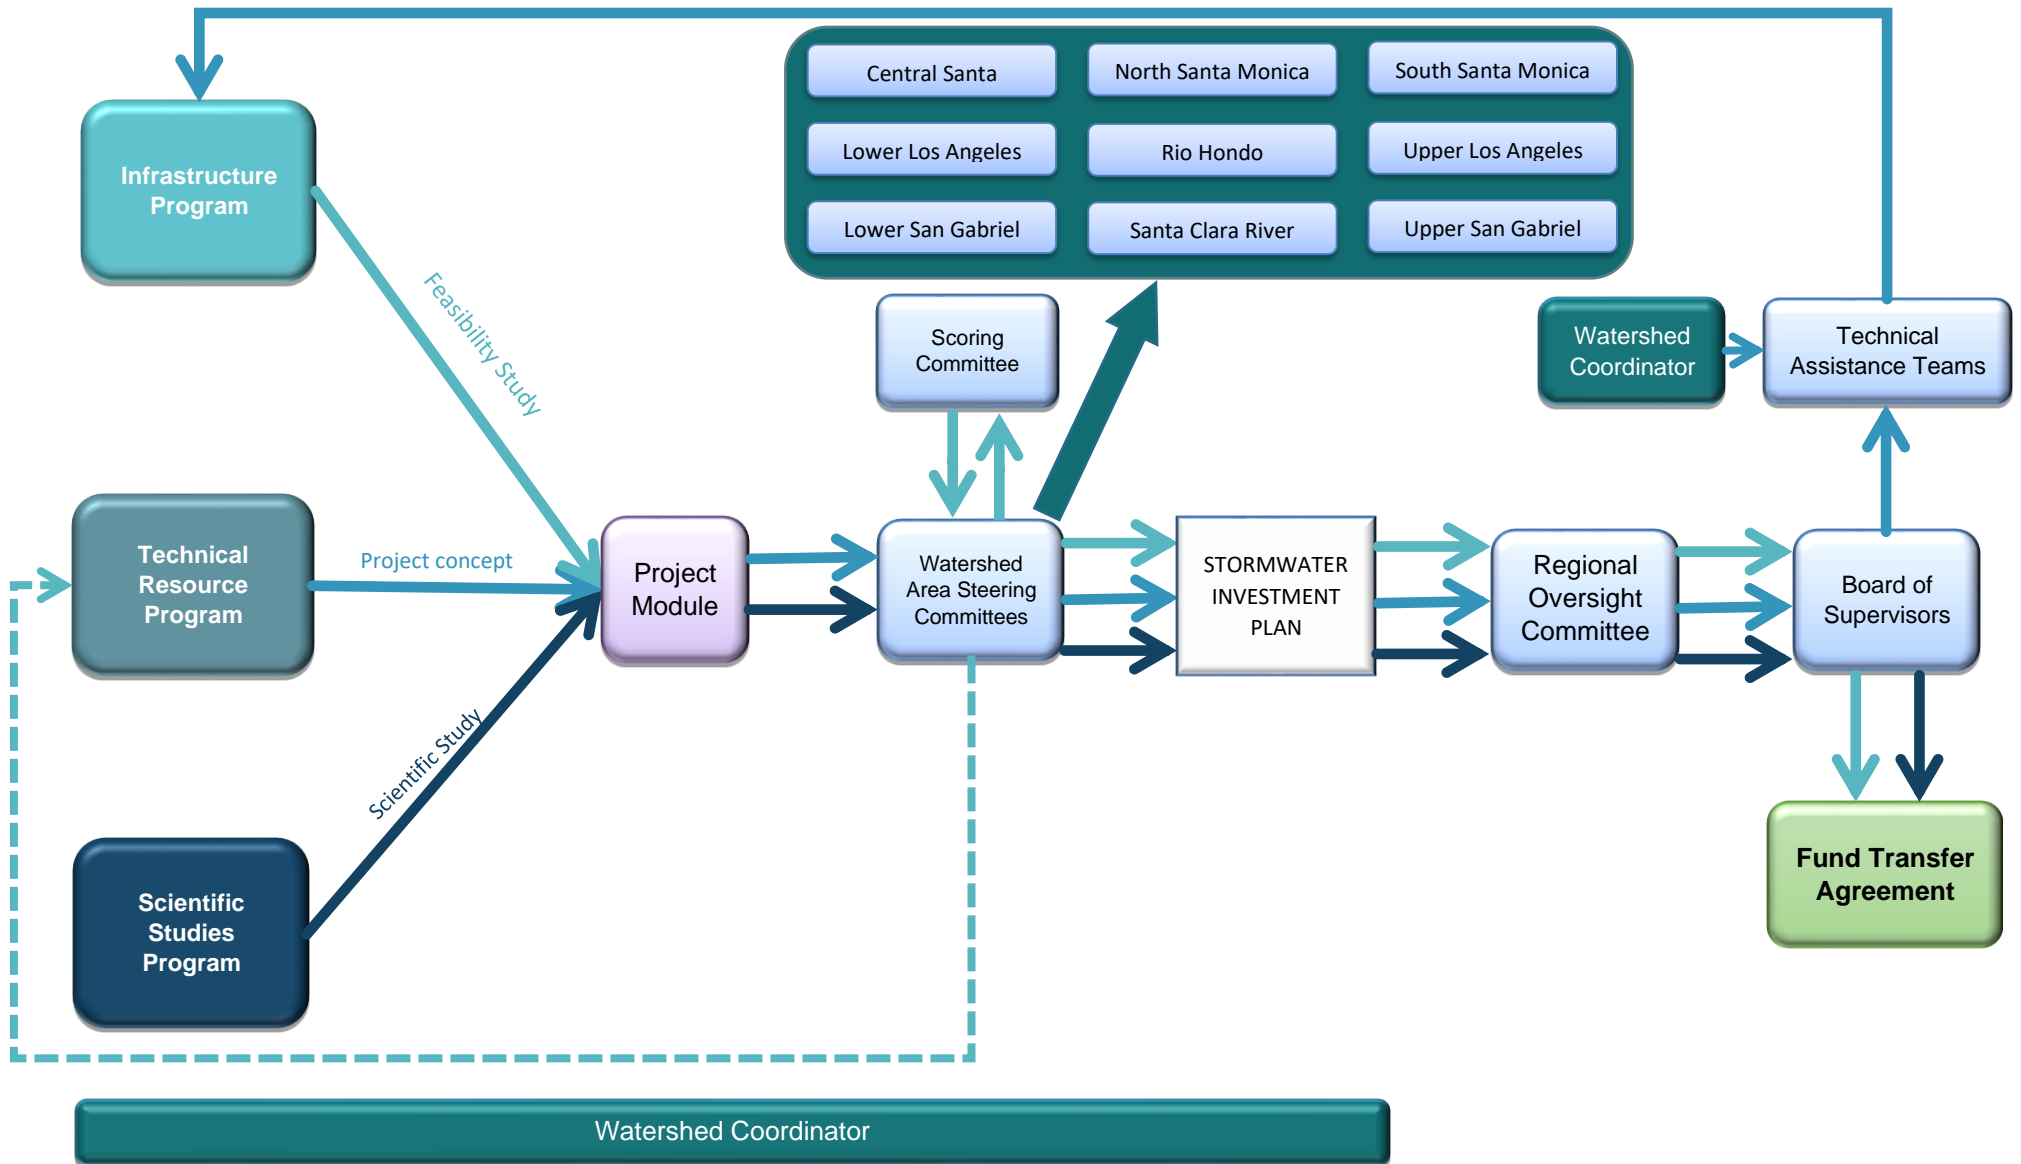 Central Santa
North Santa Monica
South Santa Monica
Lower Los Angeles
Rio Hondo
Upper Los Angeles
Lower San Gabriel
Santa Clara River
Upper San Gabriel
Infrastructure
Program
Feasibility Study
Scoring
Committee
Watershed
Coordinator
Technical
Assistance Teams
Technical
Resource
Program
Project concept
Project
Module
Watershed
Area Steering
Committees
STORMWATER
INVESTMENT
PLAN
Regional
Oversight
Committee
Board of
Supervisors
Scientific Study
Scientific
Studies
Program
Fund Transfer
Agreement
Watershed Coordinator